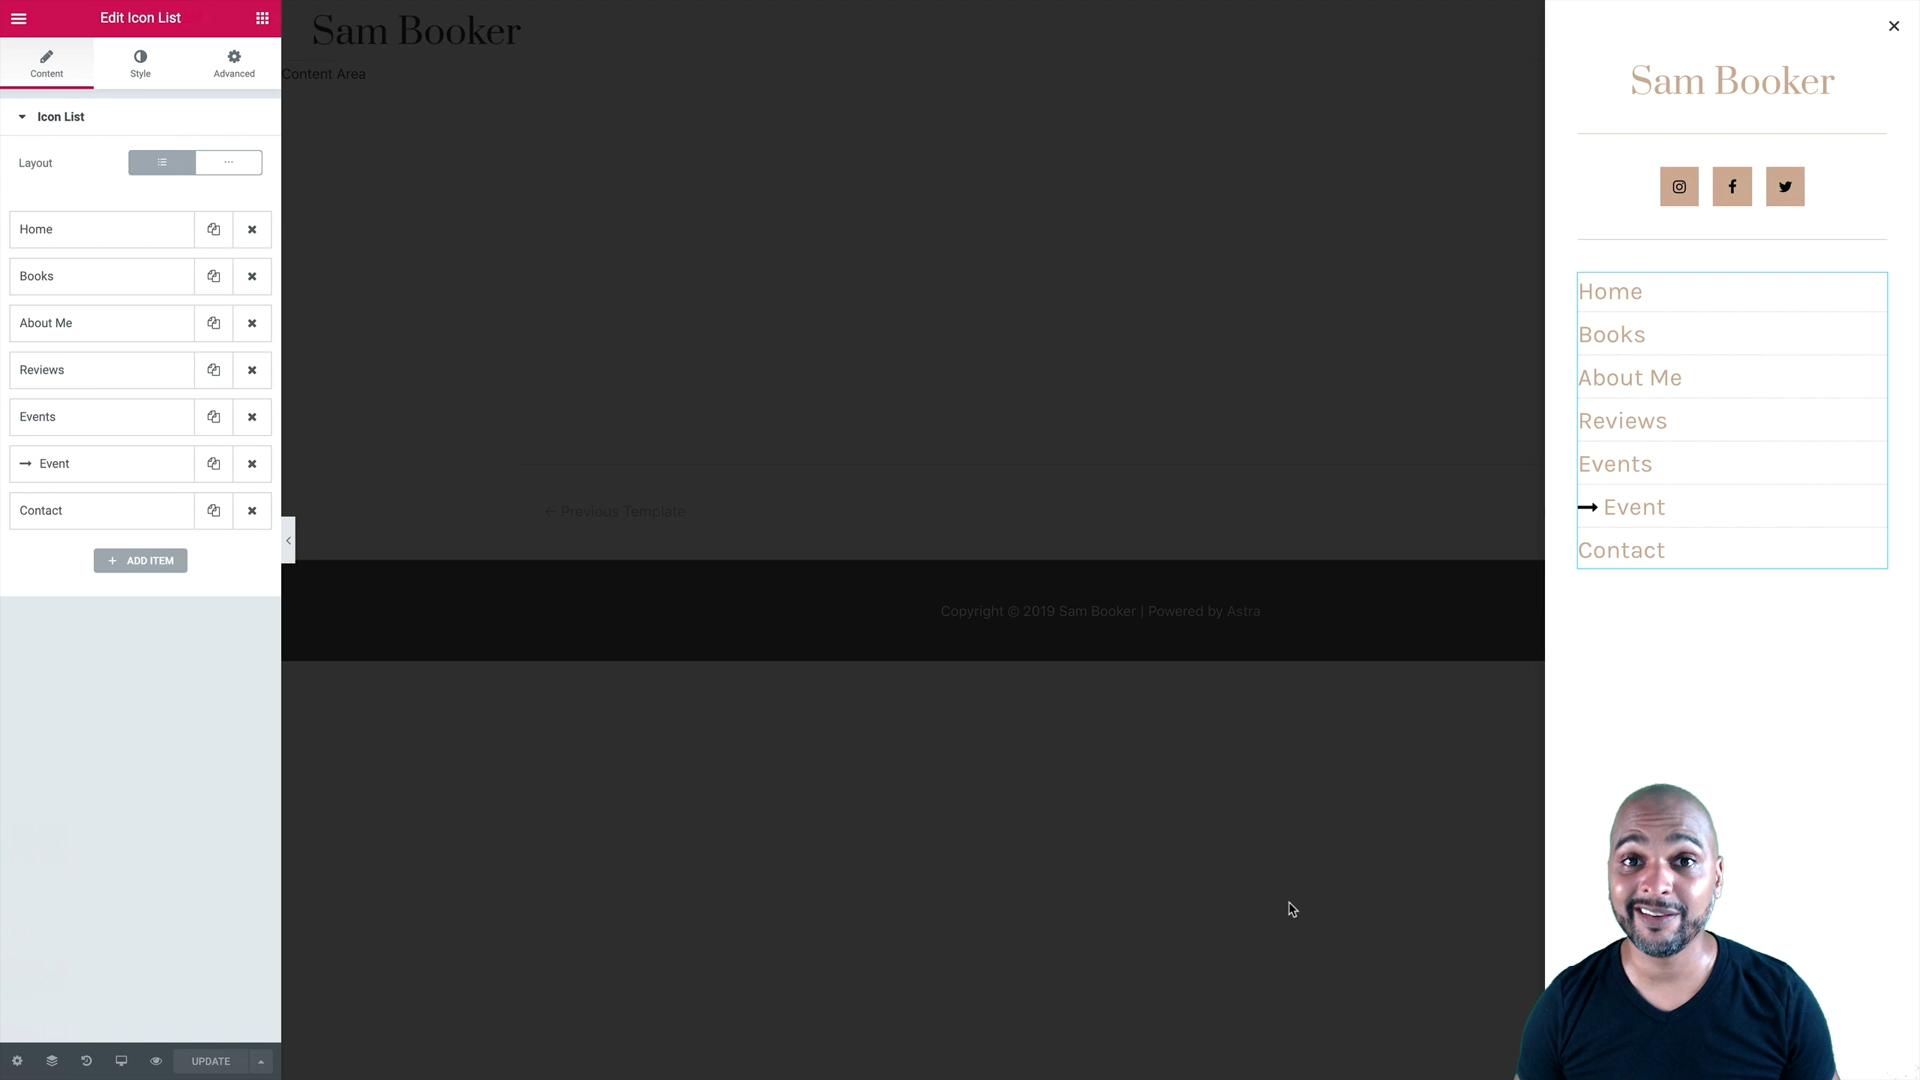 Edit Icon List
Content
Style
Advanced
Icon List
Layout
Home
Books
About Me
Reviews
Events
Event
Contact
+ ADD ITEM
UPDATE
Sam Booker
Content Area
← Previous Template
Copyright © 2019 Sam Booker | Powered by Astra
Sam Booker
Home
Books
About Me
Reviews
Events
Event
Contact